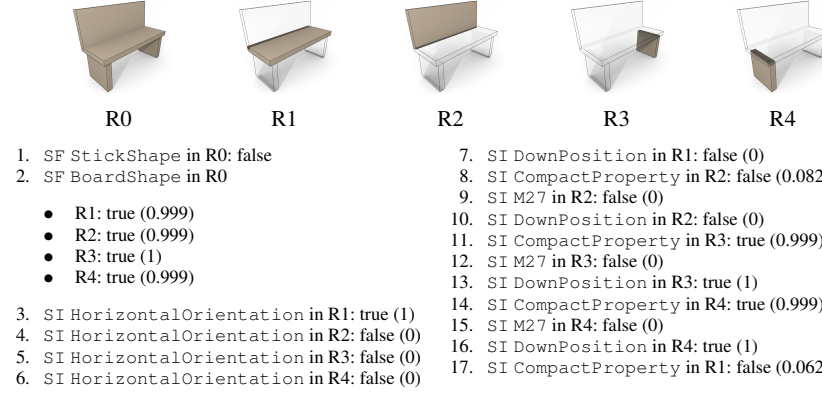 R0 R1 R2 R3 R4
1. SF StickShape in R0: false
2. SF BoardShape in R0
● R1: true (0.999)
● R2: true (0.999)
● R3: true (1)
● R4: true (0.999)
3. SI HorizontalOrientation in R1: true (1)
4. SI HorizontalOrientation in R2: false (0)
5. SI HorizontalOrientation in R3: false (0)
6. SI HorizontalOrientation in R4: false (0)
7. SI DownPosition in R1: false (0)
8. SI CompactProperty in R2: false (0.082
9. SI M27 in R2: false (0)
10. SI DownPosition in R2: false (0)
11. SI CompactProperty in R3: true (0.999)
12. SI M27 in R3: false (0)
13. SI DownPosition in R3: true (1)
14. SI CompactProperty in R4: true (0.999)
15. SI M27 in R4: false (0)
16. SI DownPosition in R4: true (1)
17. SI CompactProperty in R1: false (0.062